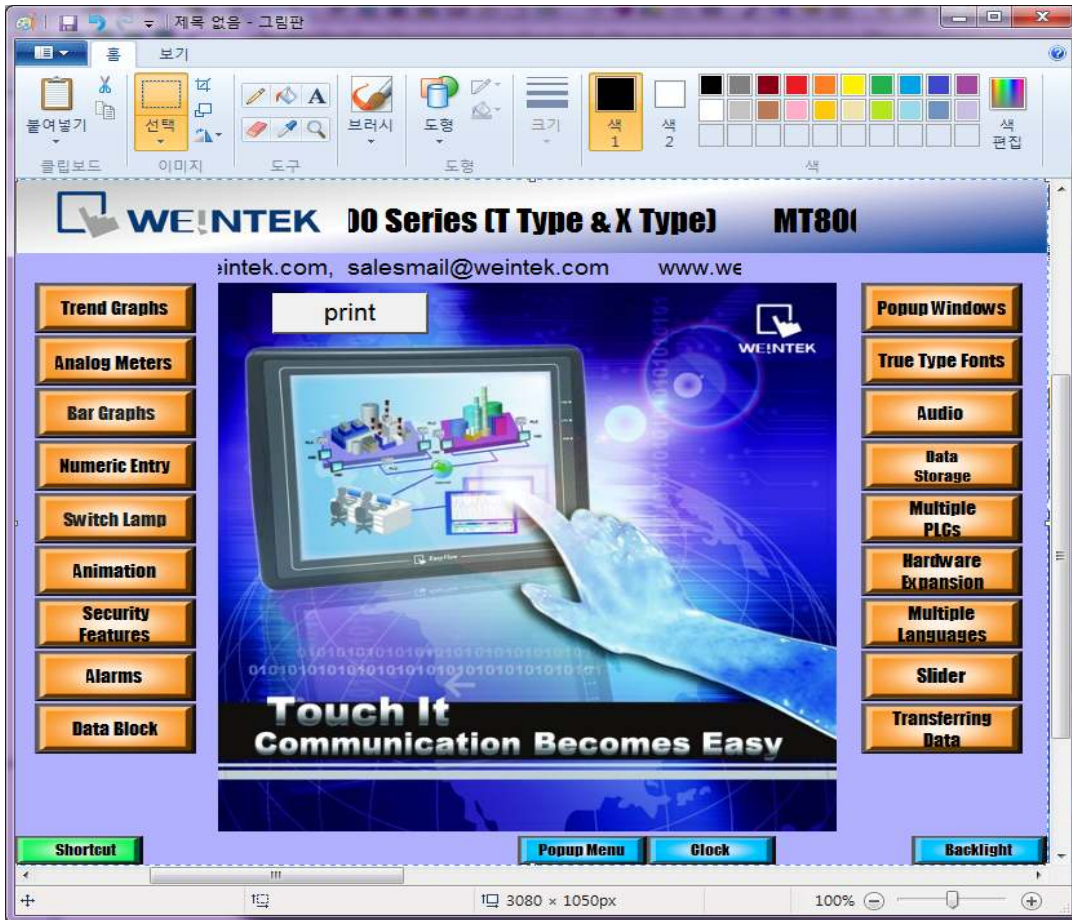 제목 없음 - 그림판
홈 보기
붙여넣기
선택
A
브러시
도형
크기
색
1
색
2
색
편집
클립보드 이미지 도구 도형 색
WEINTEK 00 Series (T Type & X Type) MT800
eintek.com, salesmail@weintek.com www.we
print
WEINTEK
Trend Graphs
Analog Meters
Bar Graphs
Numeric Entry
Switch Lamp
Animation
Security
Features
Alarms
Data Block
Popup Windows
True Type Fonts
Audio
Data
Storage
Multiple
PLCs
Hardware
Expansion
Multiple
Languages
Slider
Transferring
Data
EasyView
Touch It
Communication Becomes Easy
Shortcut Popup Menu Clock Backlight
3080 × 1050px 100%